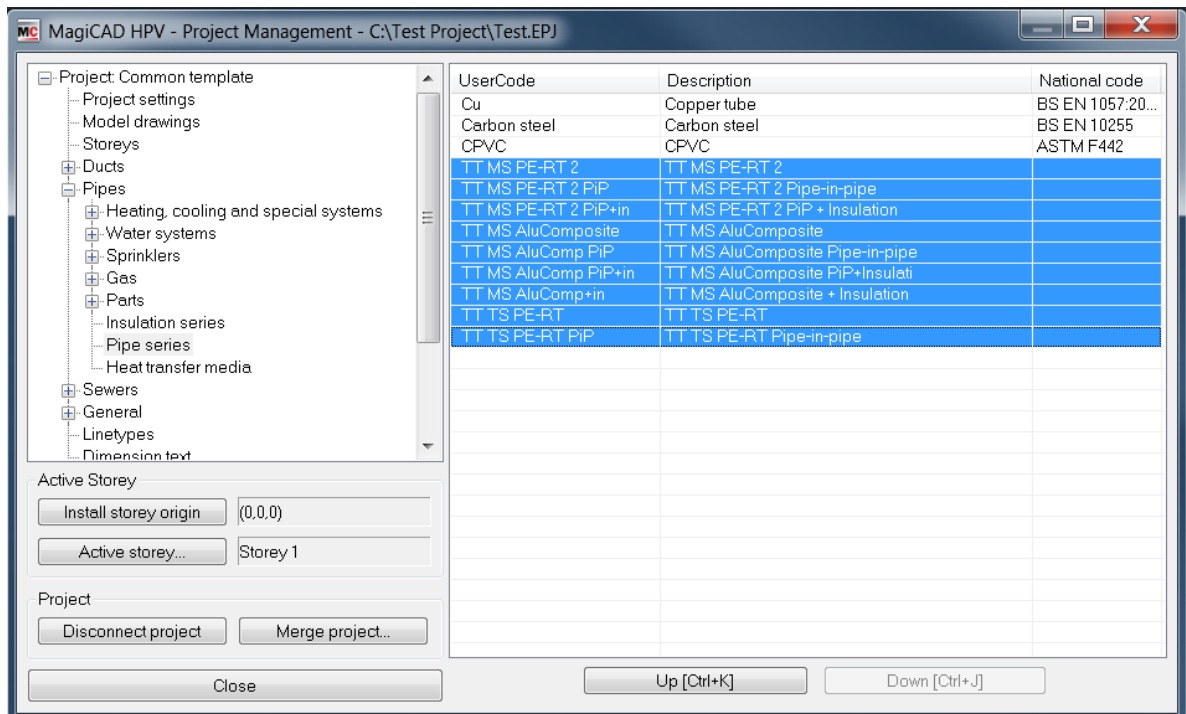 MC MagiCAD HPV - Project Management - C:\Test Project\Test.EPJ
Project: Common template
Project settings
Model drawings
Storeys
Ducts
Pipes
Heating, cooling and special systems
Water systems
Sprinklers
Gas
Parts
Insulation series
Pipe series
Heat transfer media
Sewers
General
Linetypes
Dimension text
Active Storey
Install storey origin (0,0,0)
Active storey... Storey 1
Project
Disconnect project Merge project...
Close
UserCode Description National code
Cu Copper tube BS EN 1057:20...
Carbon steel Carbon steel BS EN 10255
CPVC CPVC ASTM F442
TT MS PE-RT 2 TT MS PE-RT 2
TT MS PE-RT 2 PiP TT MS PE-RT 2 Pipe-in-pipe
TT MS PE-RT 2 PiP+in TT MS PE-RT 2 PiP + Insulation
TT MS AluComposite TT MS AluComposite
TT MS AluComp PiP TT MS AluComposite Pipe-in-pipe
TT MS AluComp PiP+in TT MS AluComposite PiP+Insulati
TT MS AluComp+in TT MS AluComposite + Insulation
TT TS PE-RT TT TS PE-RT
TT TS PE-RT PiP TT TS PE-RT Pipe-in-pipe
Up [Ctrl+K] Down [Ctrl+J]